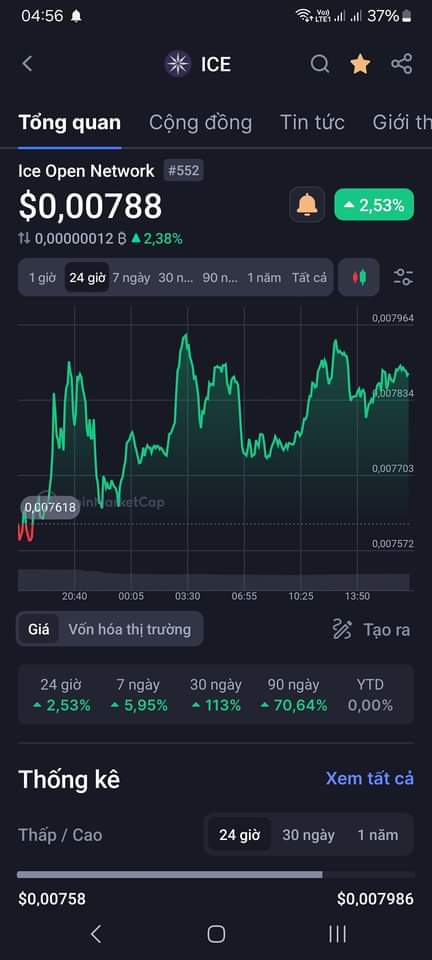 04:56 Vo) LTE1 37%
ICE
Tổng quan Cộng đồng Tin tức Giới th
Ice Open Network #552
$0,00788 2,53%
0,00000012 ₿ 2,38%
1 giờ 24 giờ 7 ngày 30 n... 90 n... 1 năm Tất cả
0,007964
0,007834
0,007703
0,007618 CoinMarketCap
0,007572
20:40 00:05 03:30 06:55 10:25 13:50
Giá Vốn hóa thị trường Tạo ra
24 giờ 7 ngày 30 ngày 90 ngày YTD
2,53% 5,95% 113% 70,64% 0,00%
Thống kê Xem tất cả
Thấp / Cao 24 giờ 30 ngày 1 năm
$0,00758 $0,007986